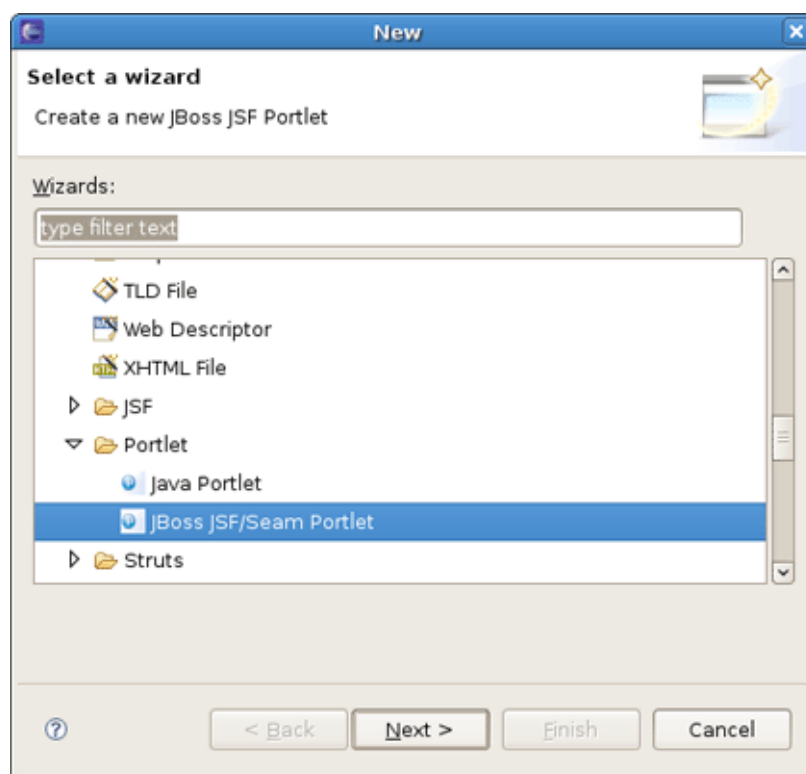 New
Select a wizard
Create a new JBoss JSF Portlet
Wizards:
type filter text
TLD File
Web Descriptor
XHTML File
JSF
Portlet
Java Portlet
JBoss JSF/Seam Portlet
Struts
? < Back Next > Finish Cancel